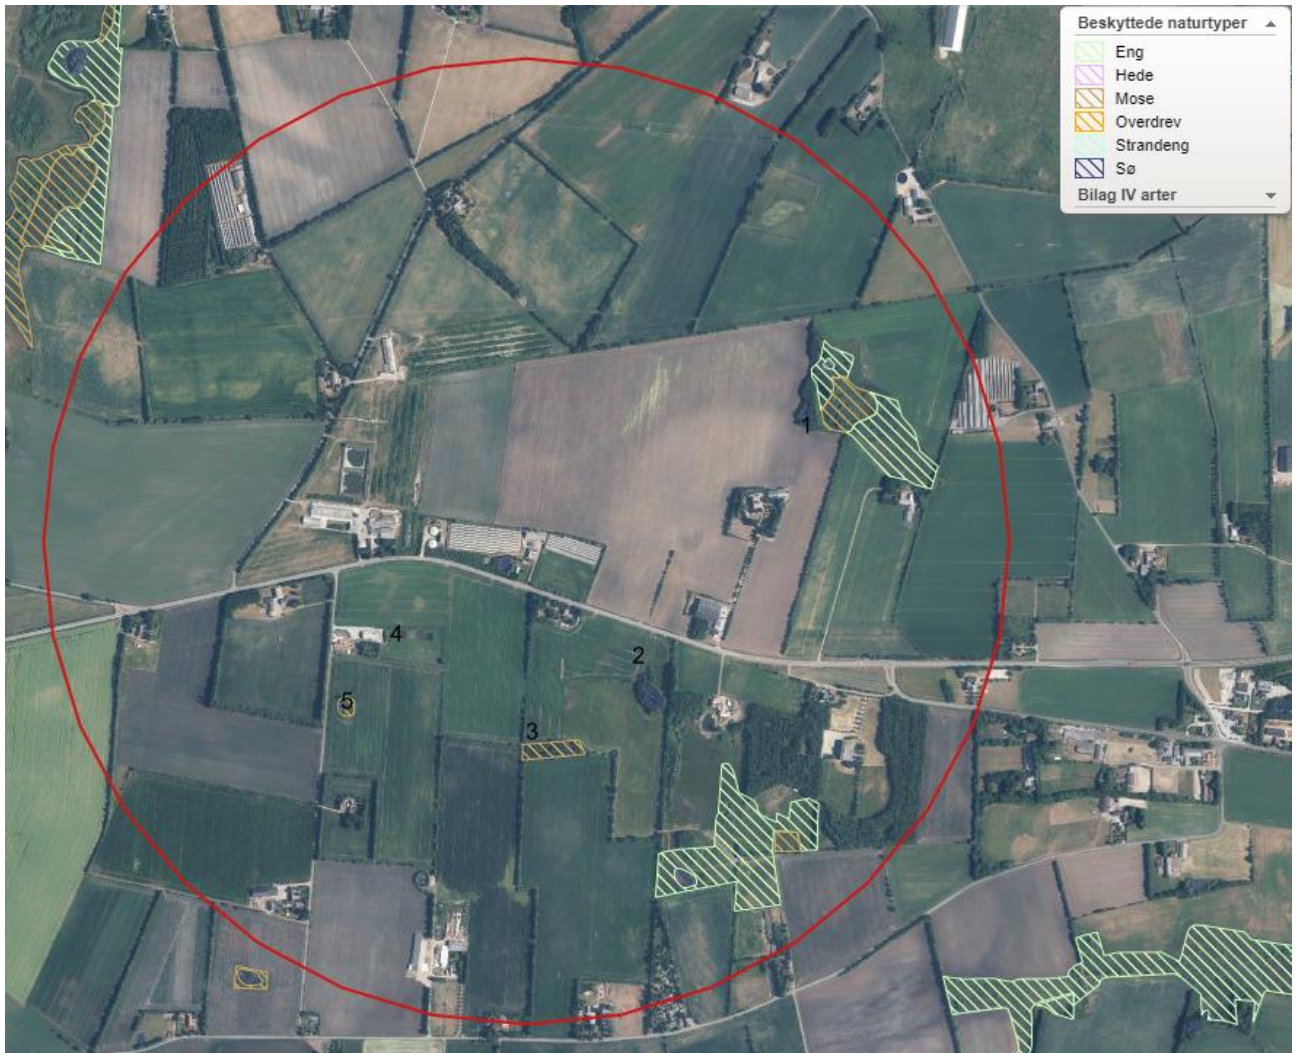 Beskyttede naturtyper
Eng
Hede
Mose
Overdrev
Strandeng
Sø
Bilag IV arter
1
2
4
5
3